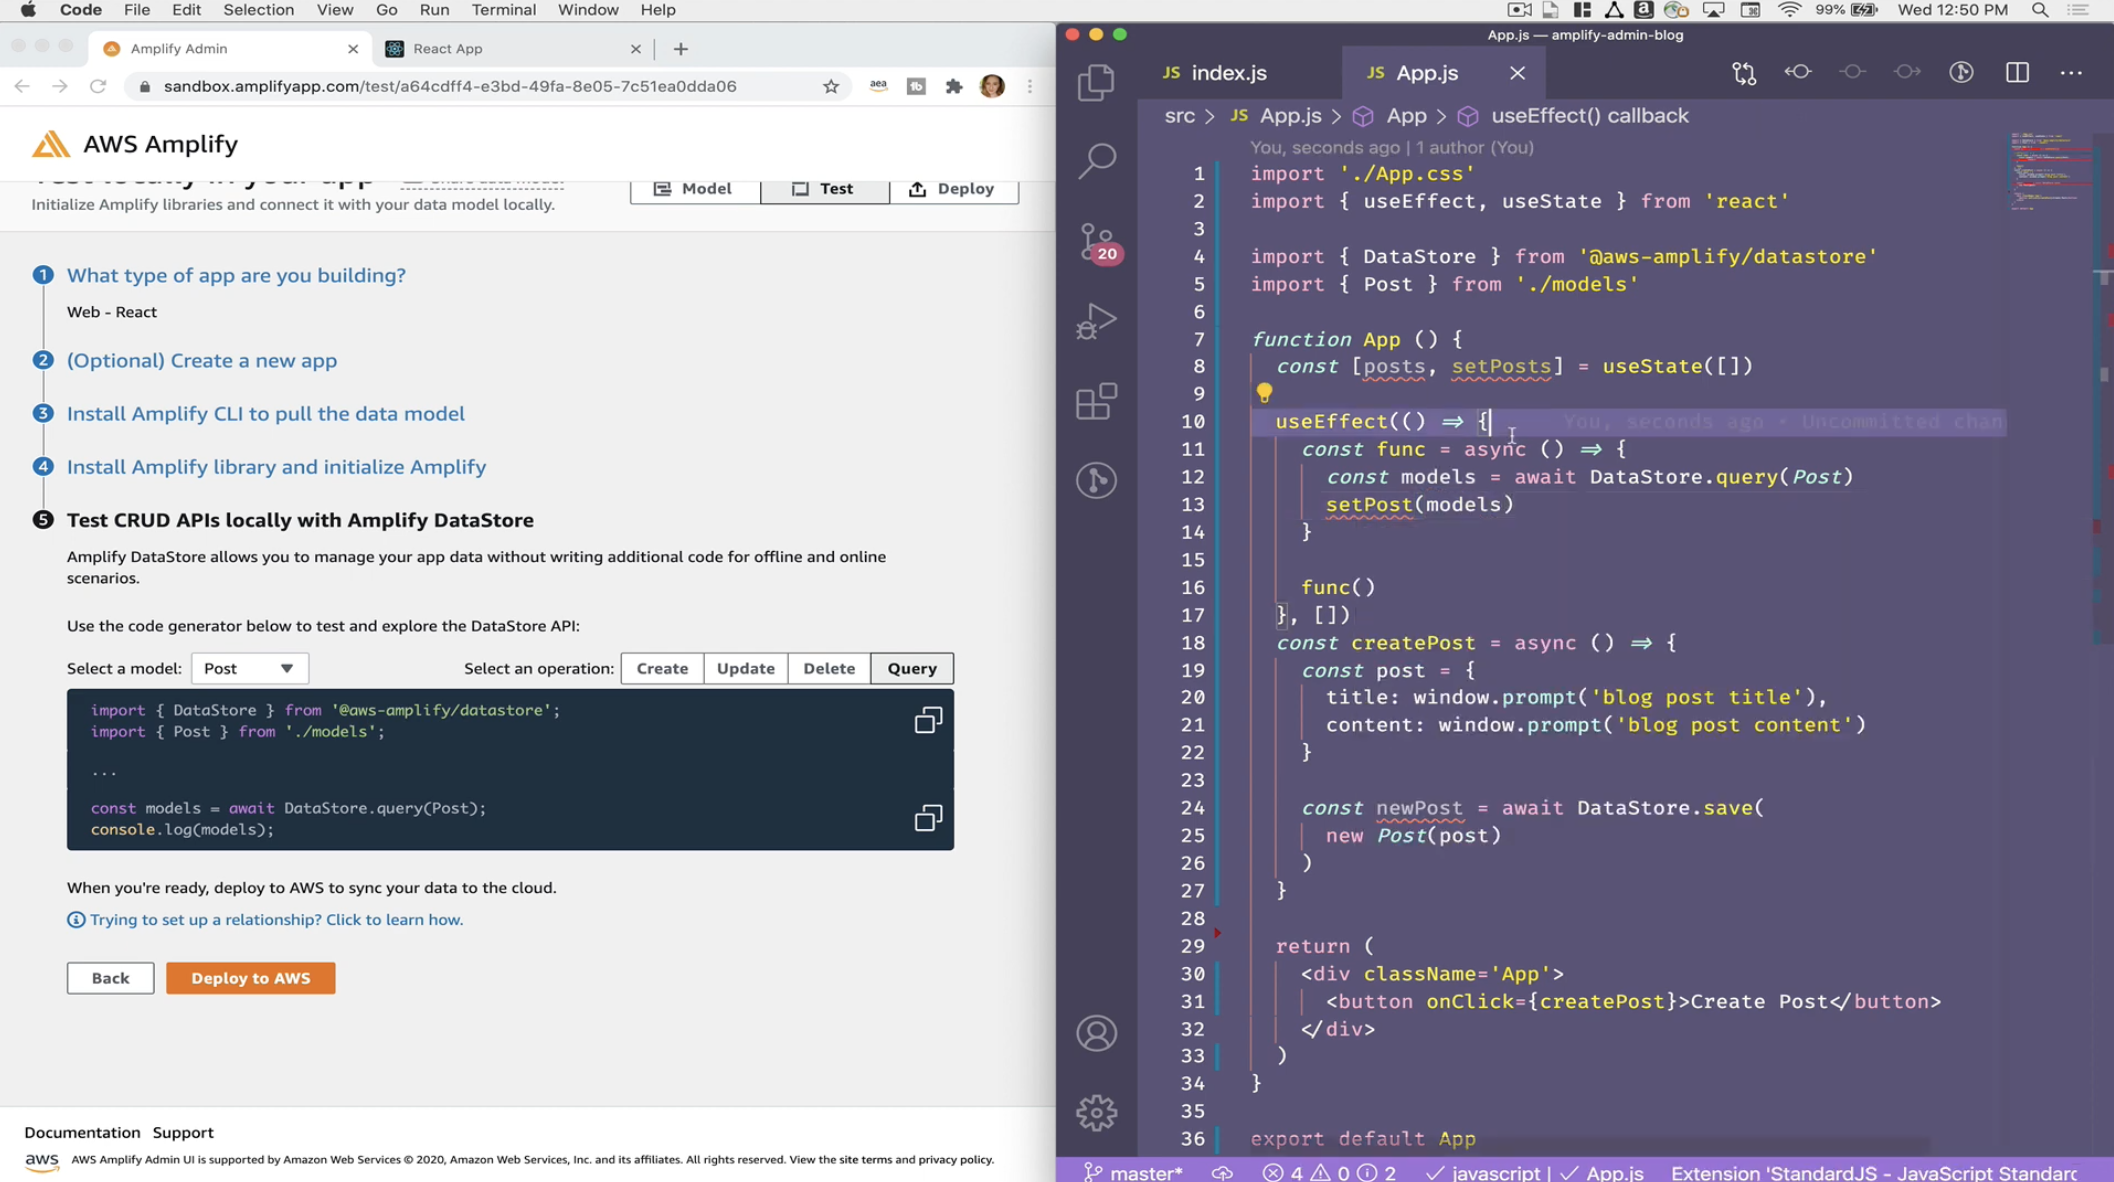 Code File Edit Selection View Go Run Terminal Window Help 99% Wed 12:50 PM
Amplify Admin
React App
sandbox.amplifyapp.com/test/a64cdff4-e3bd-49fa-8e05-7c51ea0dda06
AWS Amplify
Test locally in your app
Share data model
Initialize Amplify libraries and connect it with your data model locally.
Model Test Deploy
1 What type of app are you building?
Web - React
2 (Optional) Create a new app
3 Install Amplify CLI to pull the data model
4 Install Amplify library and initialize Amplify
5 Test CRUD APIs locally with Amplify DataStore
Amplify DataStore allows you to manage your app data without writing additional code for offline and online
scenarios.
Use the code generator below to test and explore the DataStore API:
Select a model: Post Select an operation: Create Update Delete Query
import { DataStore } from '@aws-amplify/datastore';
import { Post } from './models';
...
const models = await DataStore.query(Post);
console.log(models);
When you're ready, deploy to AWS to sync your data to the cloud.
Trying to set up a relationship? Click to learn how.
Back Deploy to AWS
Documentation Support
aws AWS Amplify Admin UI is supported by Amazon Web Services © 2020, Amazon Web Services, Inc. and its affiliates. All rights reserved. View the site terms and privacy policy.
App.js — amplify-admin-blog
JS index.js JS App.js
src > JS App.js > App > useEffect() callback
You, seconds ago | 1 author (You)
20
1 import './App.css'
2 import { useEffect, useState } from 'react'
3
4 import { DataStore } from '@aws-amplify/datastore'
5 import { Post } from './models'
6
7 function App () {
8 const [posts, setPosts] = useState([])
9
10 useEffect(() => { You, seconds ago • Uncommitted chan
11 const func = async () => {
12 const models = await DataStore.query(Post)
13 setPost(models)
14 }
15
16 func()
17 }, [])
18 const createPost = async () => {
19 const post = {
20 title: window.prompt('blog post title'),
21 content: window.prompt('blog post content')
22 }
23
24 const newPost = await DataStore.save(
25 new Post(post)
26 )
27 }
28
29 return (
30 <div className='App'>
31 <button onClick={createPost}>Create Post</button>
32 </div>
33 )
34 }
35
36 export default App
master* 4 0 2 javascript | App.js Extension 'StandardJS - JavaScript Standard